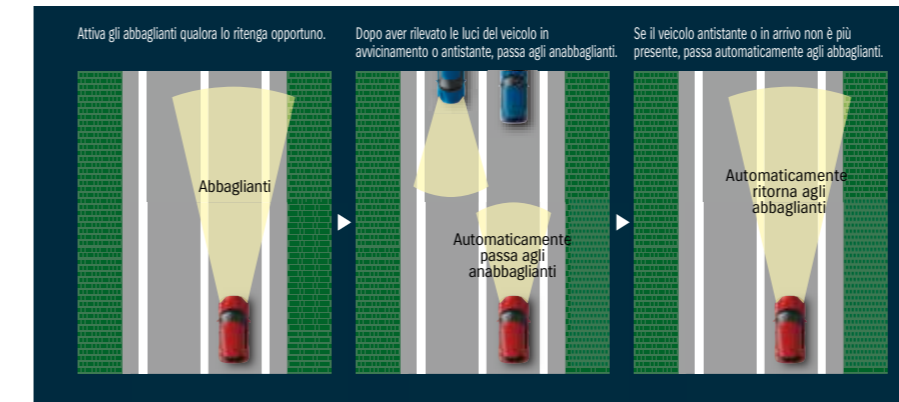 Attiva gli abbaglianti qualora lo ritenga opportuno.
Dopo aver rilevato le luci del veicolo in
avvicinamento o antistante, passa agli anabbaglianti.
Se il veicolo antistante o in arrivo non è più
presente, passa automaticamente agli abbaglianti.
Abbaglianti
Automaticamente
passa agli
anabbaglianti
Automaticamente
ritorna agli
abbaglianti